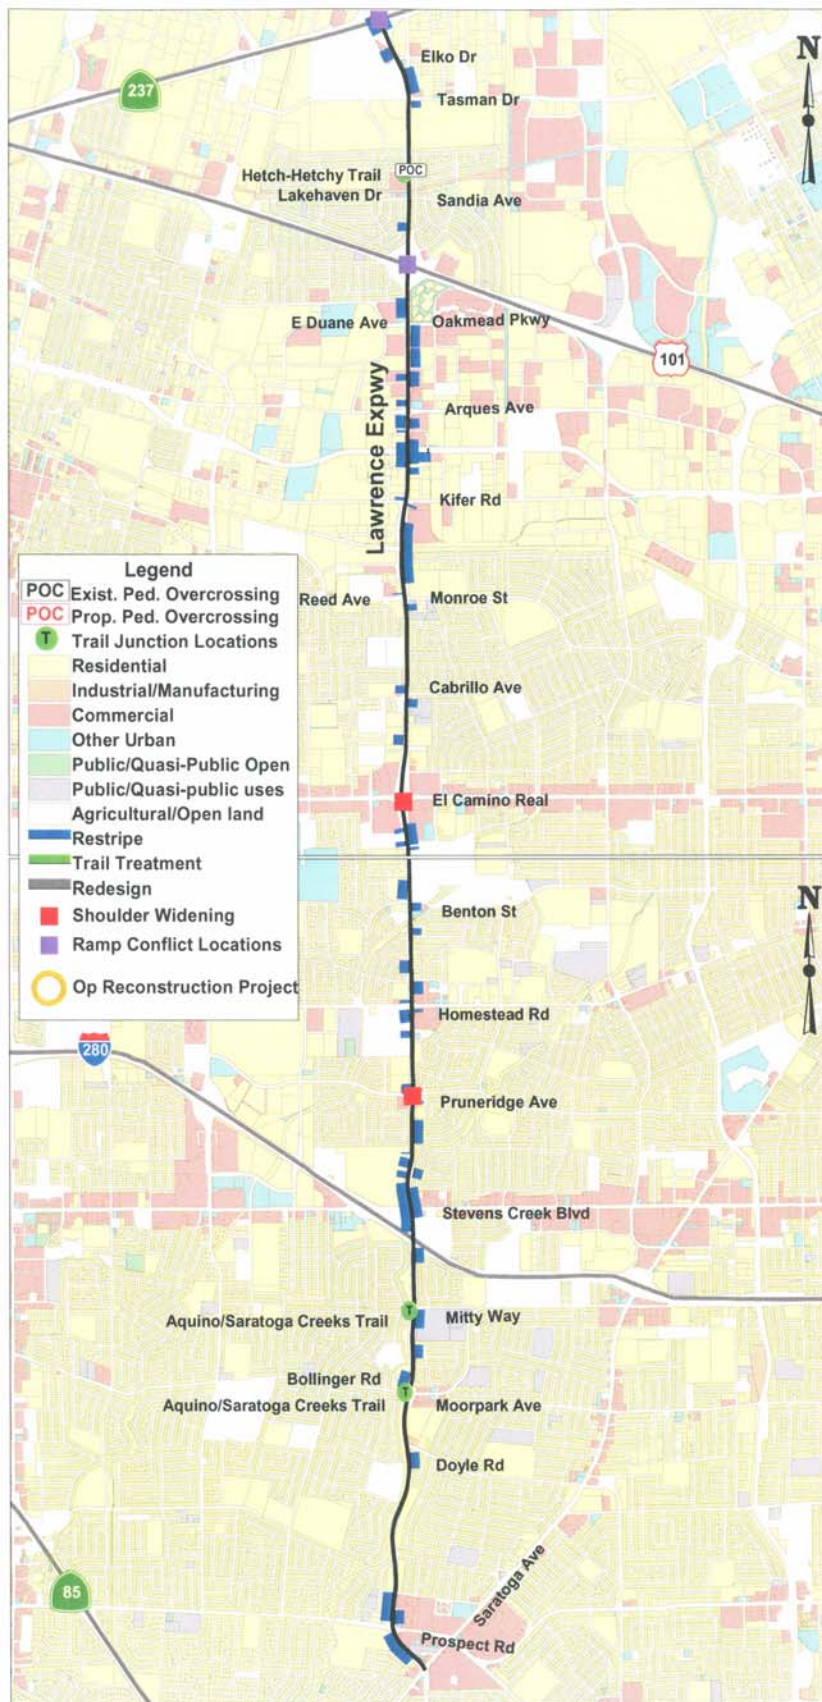 Elko Dr
N
237
Tasman Dr
Hetch-Hetchy Trail
POC
Lakehaven Dr
Sandia Ave
E Duane Ave
Oakmead Pkwy
101
Lawrence Expwy
Arques Ave
Kifer Rd
Legend
POC Exist. Ped. Overcrossing
POC Prop. Ped. Overcrossing
T Trail Junction Locations
Residential
Industrial/Manufacturing
Commercial
Other Urban
Public/Quasi-Public Open
Public/Quasi-public uses
Agricultural/Open land
Restripe
Trail Treatment
Redesign
Shoulder Widening
Ramp Conflict Locations
Op Reconstruction Project
Reed Ave
Monroe St
Cabrillo Ave
El Camino Real
N
Benton St
Homestead Rd
280
Pruneridge Ave
Stevens Creek Blvd
Aquino/Saratoga Creeks Trail
T
Mitty Way
Bollinger Rd
T
Aquino/Saratoga Creeks Trail
Moorpark Ave
Doyle Rd
85
Saratoga Ave
Prospect Rd